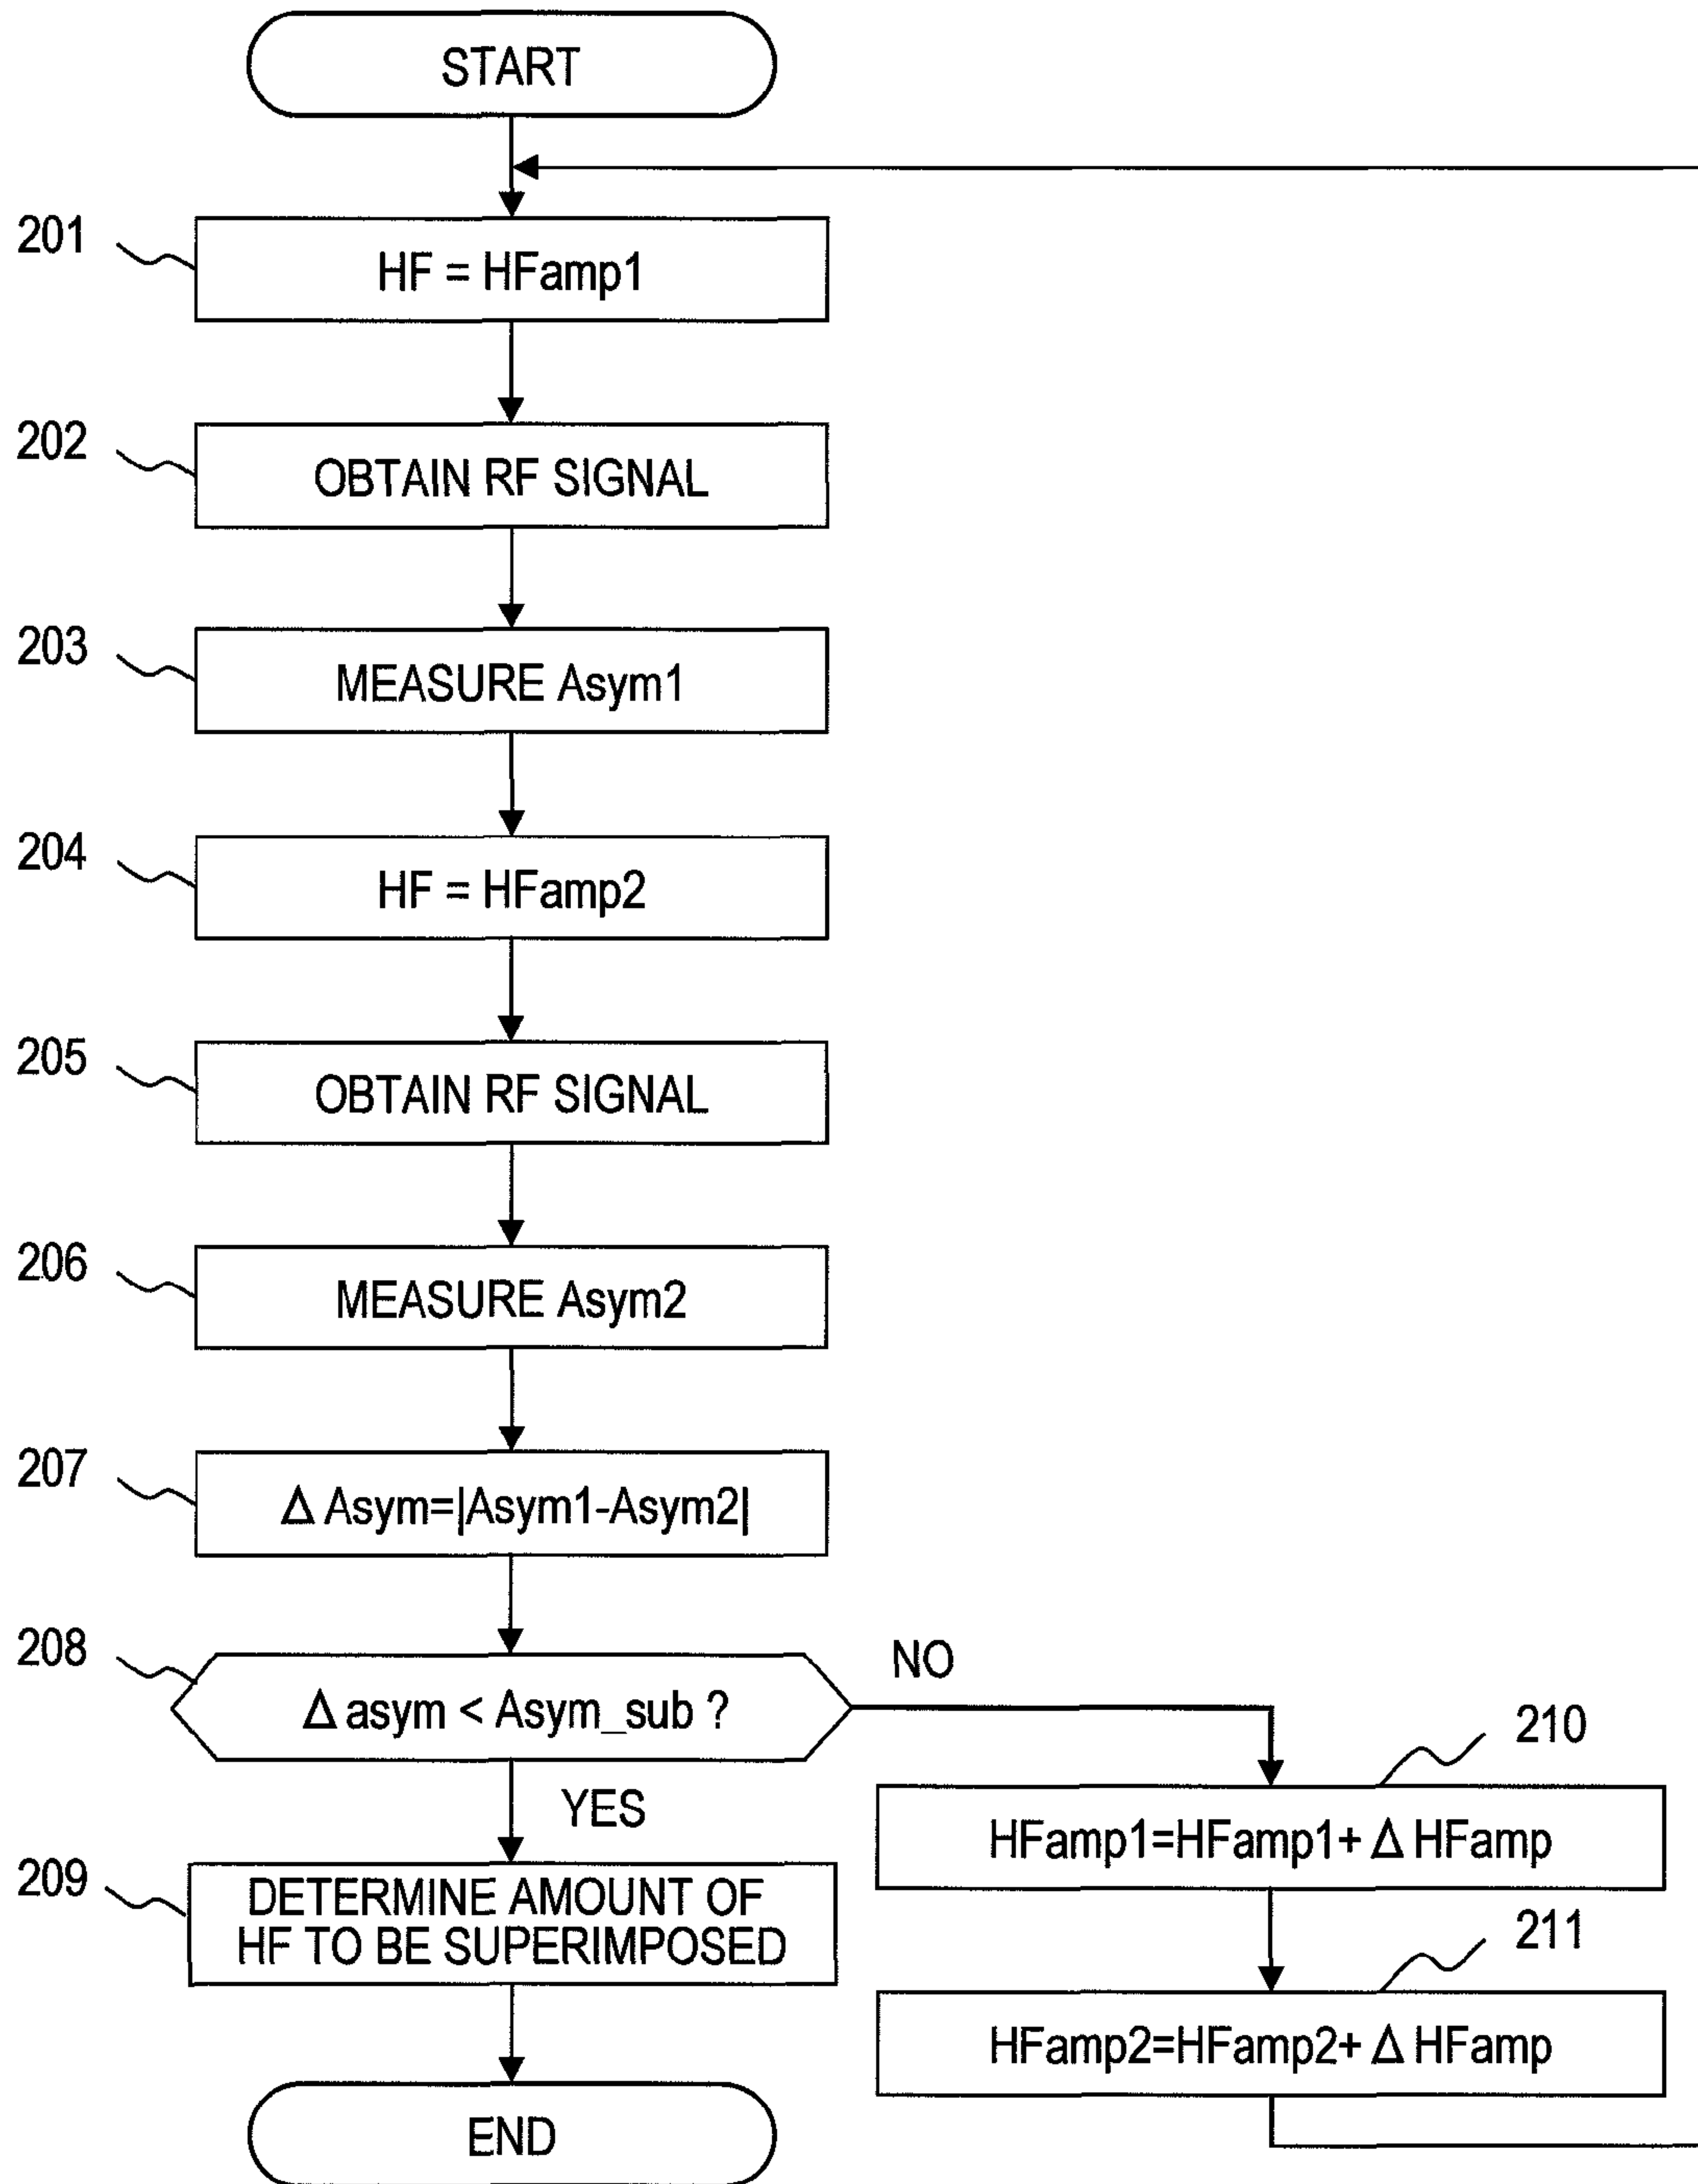 START
201
HF = HFamp1
202
OBTAIN RF SIGNAL
203
MEASURE Asym1
204
HF = HFamp2
205
OBTAIN RF SIGNAL
206
MEASURE Asym2
207
Δ Asym=|Asym1-Asym2|
208
Δ asym < Asym_sub ?
NO
YES
210
HFamp1=HFamp1+ Δ HFamp
209
DETERMINE AMOUNT OF
HF TO BE SUPERIMPOSED
211
HFamp2=HFamp2+ Δ HFamp
END